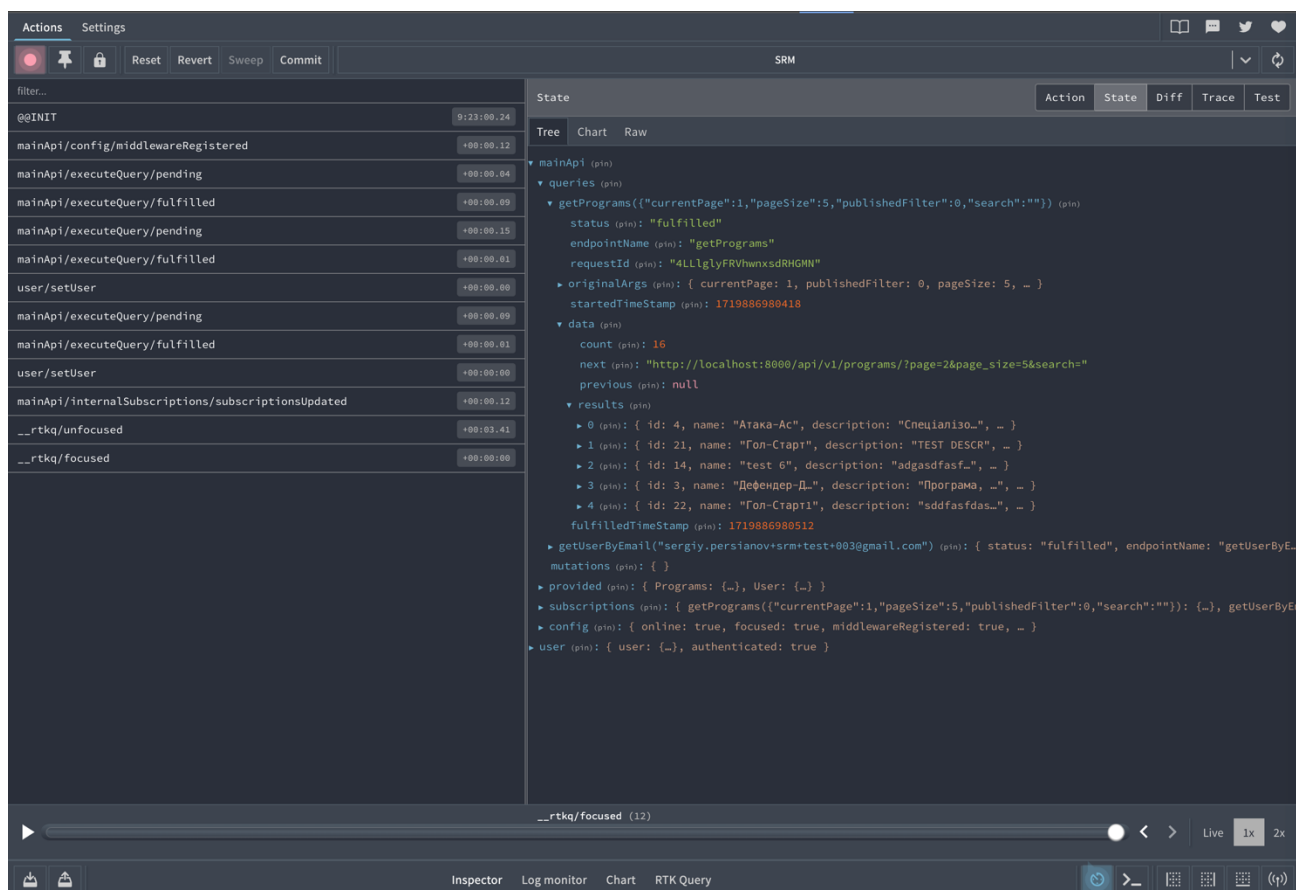 Actions Settings
Reset Revert Sweep Commit SRM
filter...
@@INIT 9:23:00.24
mainApi/config/middlewareRegistered +00:00.12
mainApi/executeQuery/pending +00:00.04
mainApi/executeQuery/fulfilled +00:00.09
mainApi/executeQuery/pending +00:00.15
mainApi/executeQuery/fulfilled +00:00.01
user/setUser +00:00.00
mainApi/executeQuery/pending +00:00.09
mainApi/executeQuery/fulfilled +00:00.01
user/setUser +00:00:00
mainApi/internalSubscriptions/subscriptionsUpdated +00:00.12
__rtkq/unfocused +00:03.41
__rtkq/focused +00:00:00
State Action State Diff Trace Test
Tree Chart Raw
▼ mainApi (pin)
▼ queries (pin)
▼ getPrograms({"currentPage":1,"pageSize":5,"publishedFilter":0,"search":""}) (pin)
status (pin): "fulfilled"
endpointName (pin): "getPrograms"
requestId (pin): "4LLlglyFRVhwnxsdRHGMN"
▶ originalArgs (pin): { currentPage: 1, publishedFilter: 0, pageSize: 5, … }
startedTimeStamp (pin): 1719886980418
▼ data (pin)
count (pin): 16
next (pin): "http://localhost:8000/api/v1/programs/?page=2&page_size=5&search="
previous (pin): null
▼ results (pin)
▶ 0 (pin): { id: 4, name: "Атака-Ас", description: "Спеціалізо…", … }
▶ 1 (pin): { id: 21, name: "Гол-Старт", description: "TEST DESCR", … }
▶ 2 (pin): { id: 14, name: "test 6", description: "adgasdfasf…", … }
▶ 3 (pin): { id: 3, name: "Дефендер-Д…", description: "Програма, …", … }
▶ 4 (pin): { id: 22, name: "Гол-Старт1", description: "sddfasfdas…", … }
fulfilledTimeStamp (pin): 1719886980512
▶ getUserByEmail("sergiy.persianov+srm+test+003@gmail.com") (pin): { status: "fulfilled", endpointName: "getUserByE…
mutations (pin): { }
▶ provided (pin): { Programs: {…}, User: {…} }
▶ subscriptions (pin): { getPrograms({"currentPage":1,"pageSize":5,"publishedFilter":0,"search":""}): {…}, getUserByE
▶ config (pin): { online: true, focused: true, middlewareRegistered: true, … }
▶ user (pin): { user: {…}, authenticated: true }
__rtkq/focused (12)
Live 1x 2x
Inspector Log monitor Chart RTK Query